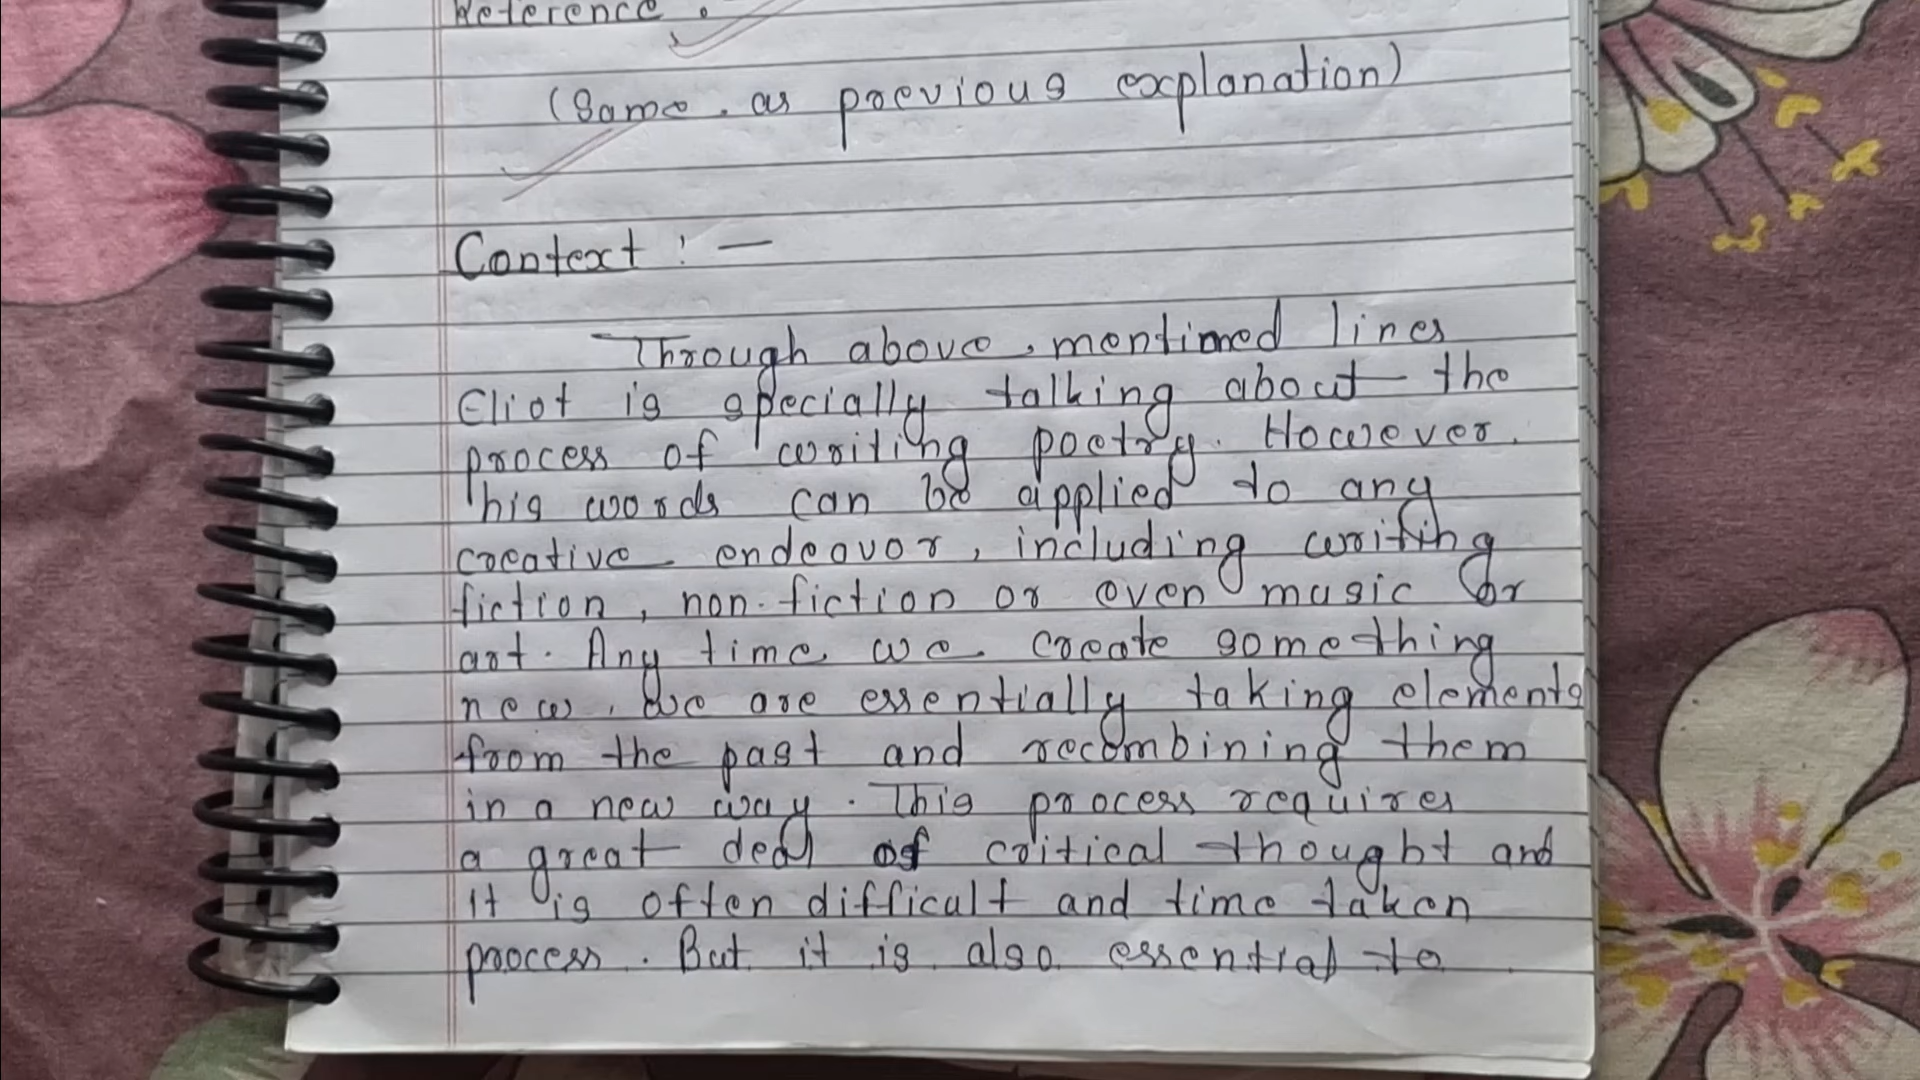 Reference :
(Same as previous explanation)
Context : —
Through above mentioned lines
Eliot is specially talking about the
process of writing poetry. However
his words can be applied to any
creative endeavor, including writing
fiction, non-fiction or even music or
art. Any time we create something
new, we are essentially taking elements
from the past and recombining them
in a new way. This process requires
a great deal of critical thought and
it is often difficult and time taken
process. But it is also essential to